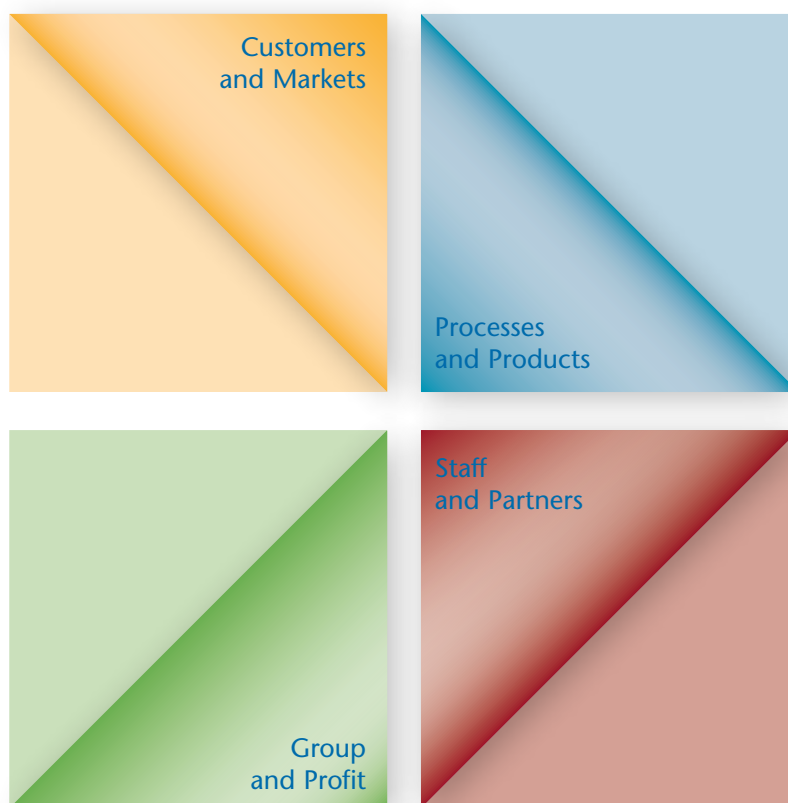 Customers
and Markets
Processes
and Products
Staff
and Partners
Group
and Profit